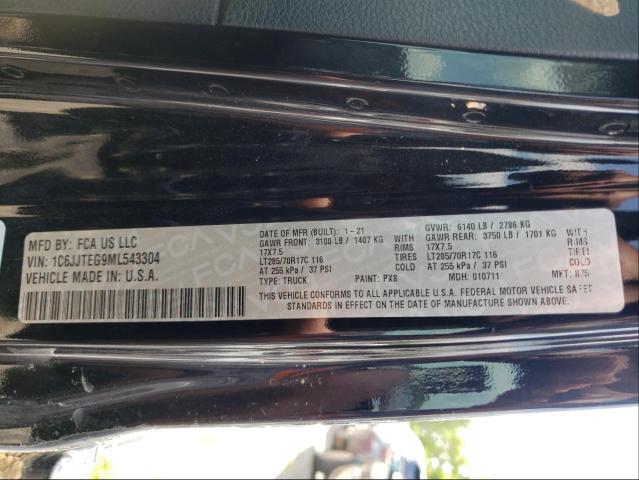 MFD BY: FCA US LLC
VIN: 1C6JJTEG9ML543304
VEHICLE MADE IN U.S.A.
DATE OF MFR (BUILT): 1-21
GAWR FRONT: 3100 LB / 1407 KG WITH
17X7.5 RIMS
LT285/70R17C 116 TIRES
AT 255 kPa / 37 PSI COLD
TYPE: TRUCK PAINT: PX8
GVWR: 6140 LB / 2786 KG
GAWR REAR: 3750 LB / 1701 KG WITH
17X7.5 RIMS
LT285/70R17C 116 TIRES
AT 255 kPa / 37 PSI COLD
MDH: 010711 MKT:
THIS VEHICLE CONFORMS TO ALL APPLICABLE U.S.A. FEDERAL MOTOR VEHICLE SAFETY
STANDARDS IN EFFECT ON THE DATE OF MANUFACTURE SHOWN ABOVE.